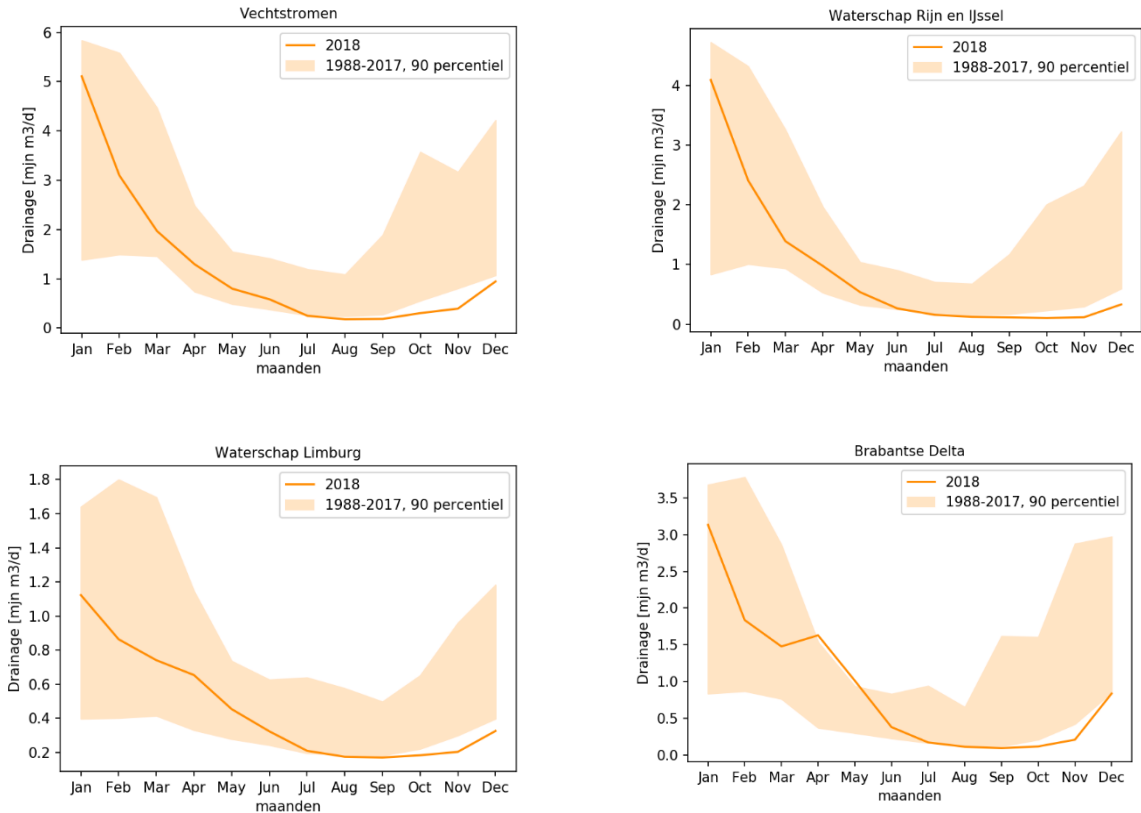 Vechtstromen
6
5
4
3
2
1
0
Drainage [mjn m3/d]
2018
1988-2017, 90 percentiel
Jan Feb Mar Apr May Jun Jul Aug Sep Oct Nov Dec
maanden
Waterschap Rijn en IJssel
4
3
2
1
0
Drainage [mjn m3/d]
2018
1988-2017, 90 percentiel
Jan Feb Mar Apr May Jun Jul Aug Sep Oct Nov Dec
maanden
Waterschap Limburg
1.8
1.6
1.4
1.2
1.0
0.8
0.6
0.4
0.2
Drainage [mjn m3/d]
2018
1988-2017, 90 percentiel
Jan Feb Mar Apr May Jun Jul Aug Sep Oct Nov Dec
maanden
Brabantse Delta
3.5
3.0
2.5
2.0
1.5
1.0
0.5
0.0
Drainage [mjn m3/d]
2018
1988-2017, 90 percentiel
Jan Feb Mar Apr May Jun Jul Aug Sep Oct Nov Dec
maanden